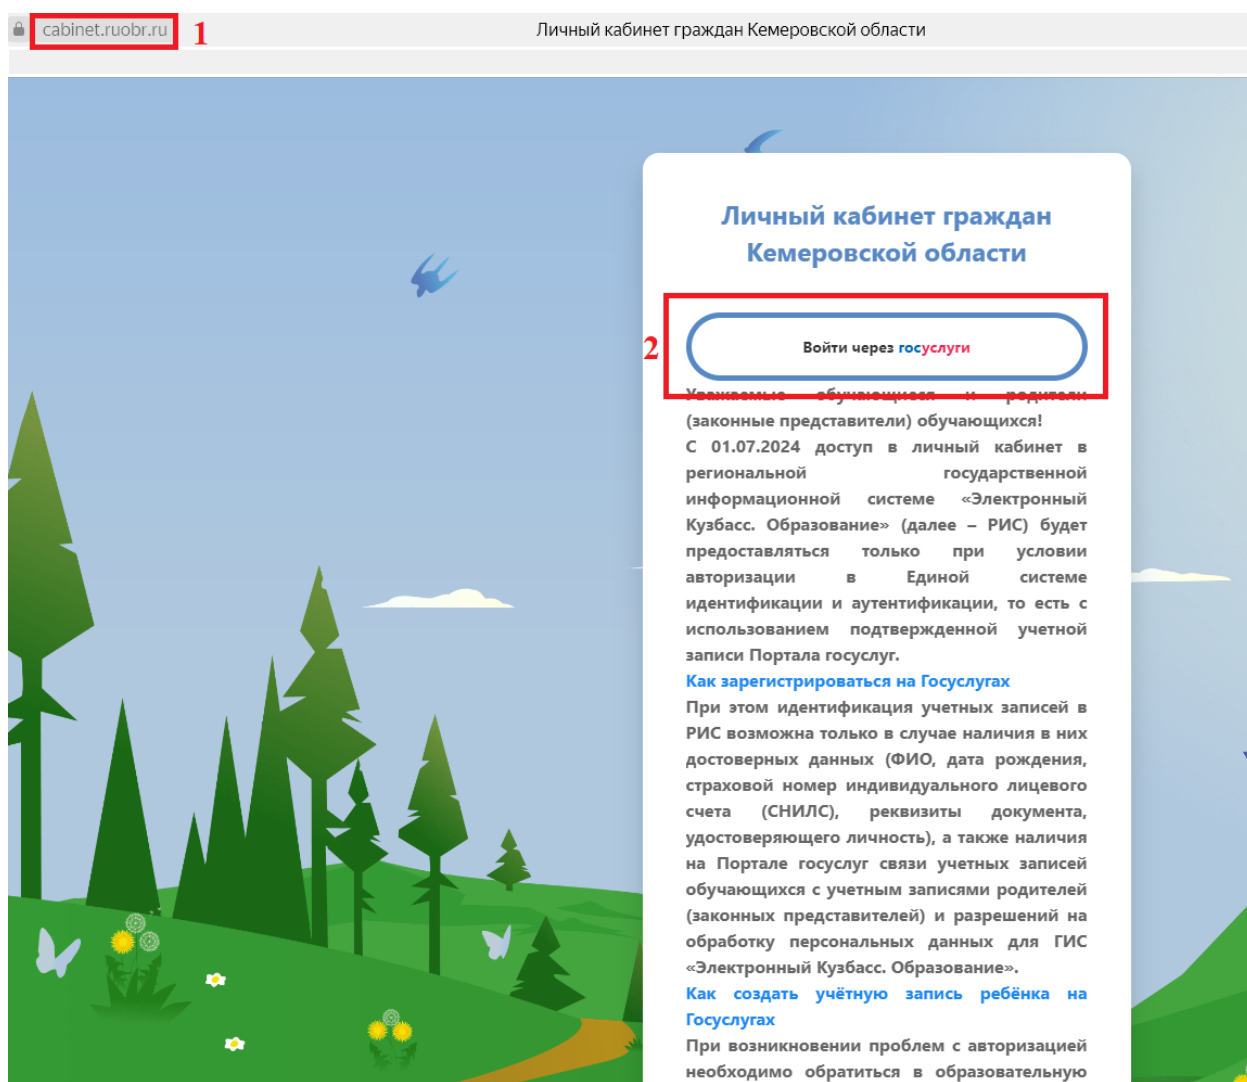 cabinet.ruobr.ru
1
Личный кабинет граждан Кемеровской области
Личный кабинет граждан
Кемеровской области
2
Войти через госуслуги
Уважаемые обучающиеся и родители
(законные представители) обучающихся!
С 01.07.2024 доступ в личный кабинет в
региональной государственной
информационной системе «Электронный
Кузбасс. Образование» (далее – РИС) будет
предоставляться только при условии
авторизации в Единой системе
идентификации и аутентификации, то есть с
использованием подтвержденной учетной
записи Портала госуслуг.
Как зарегистрироваться на Госуслугах
При этом идентификация учетных записей в
РИС возможна только в случае наличия в них
достоверных данных (ФИО, дата рождения,
страховой номер индивидуального лицевого
счета (СНИЛС), реквизиты документа,
удостоверяющего личность), а также наличия
на Портале госуслуг связи учетных записей
обучающихся с учетным записями родителей
(законных представителей) и разрешений на
обработку персональных данных для ГИС
«Электронный Кузбасс. Образование».
Как создать учётную запись ребёнка на
Госуслугах
При возникновении проблем с авторизацией
необходимо обратиться в образовательную